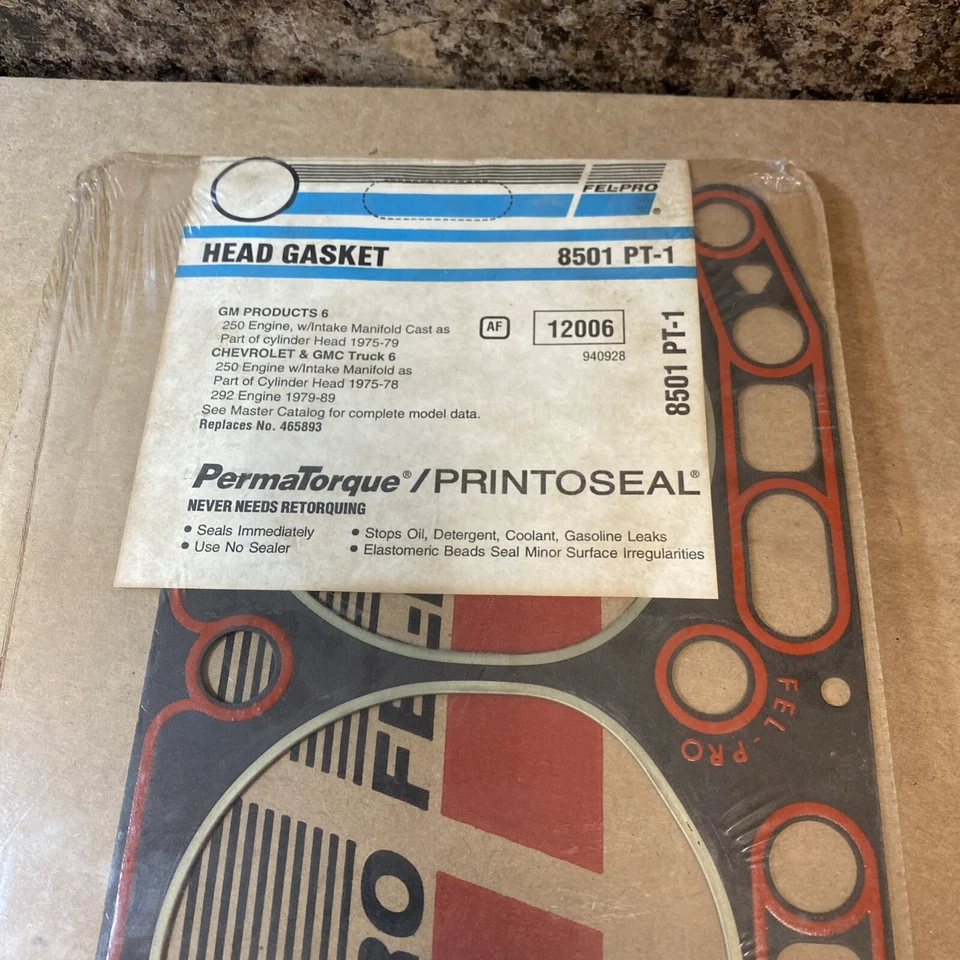 FEL-PRO®
HEAD GASKET 8501 PT-1
GM PRODUCTS 6
250 Engine, w/Intake Manifold Cast as
Part of cylinder Head 1975-79
CHEVROLET & GMC Truck 6
250 Engine w/Intake Manifold as
Part of Cylinder Head 1975-78
292 Engine 1979-89
See Master Catalog for complete model data.
Replaces No. 465893
AF 12006
940928
8501 PT-1
PermaTorque®/PRINTOSEAL®
NEVER NEEDS RETORQUING
• Seals Immediately
• Use No Sealer
• Stops Oil, Detergent, Coolant, Gasoline Leaks
• Elastomeric Beads Seal Minor Surface Irregularities
FEL-PRO
FE
RO